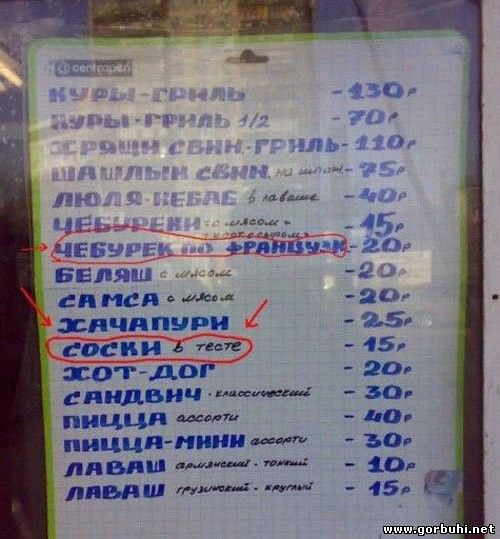 centropen
КУРЫ-ГРИЛЬ - 130р
КУРЫ-ГРИЛЬ 1/2 - 70р
ХРЯЩИ СВИН-ГРИЛЬ - 110р
ШАШЛЫК СВИН. на шпаж. - 75р
ЛЮЛЯ-КЕБАБ в лаваше - 40р
ЧЕБУРЕКИ "с мясом" - 15р
ЧЕБУРЕК ПО ФРАНЦУЗК - 20р
БЕЛЯШ с мясом - 20р
САМСА с мясом - 20р
ХАЧАПУРИ - 25р
СОСКИ в тесте - 15р
ХОТ-ДОГ - 20р
САНДВИЧ - классический - 30р
ПИЦЦА ассорти - 40р
ПИЦЦА-МИНИ ассорти - 30р
ЛАВАШ армянский - тонкий - 10р
ЛАВАШ грузинский - круглый - 15р
www.gorbuhi.net